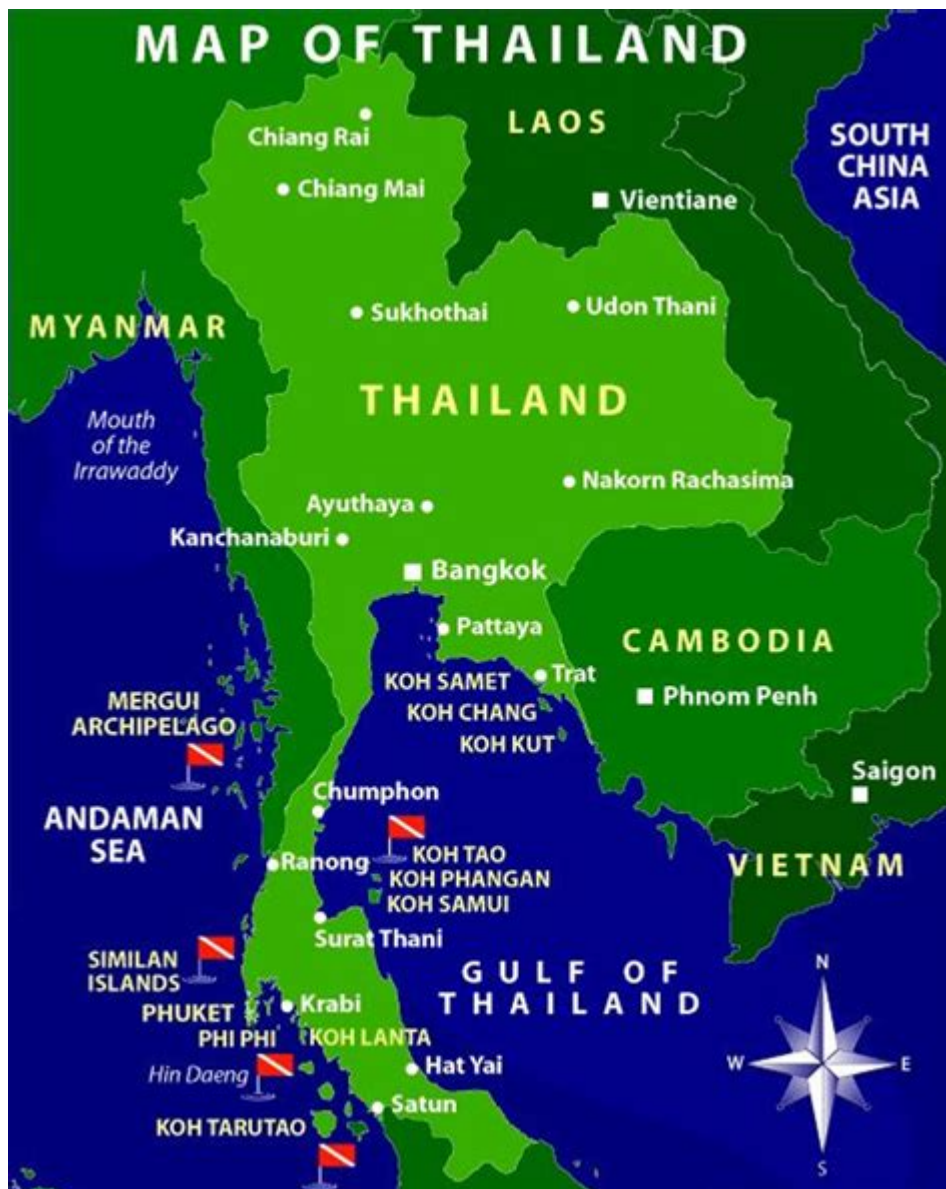 MAP OF THAILAND
LAOS
SOUTH
CHINA
ASIA
Chiang Rai
Chiang Mai
Vientiane
Sukhothai
Udon Thani
MYANMAR
THAILAND
Mouth
of the
Irrawaddy
Nakorn Rachasima
Ayuthaya
Kanchanaburi
Bangkok
Pattaya
CAMBODIA
KOH SAMET
Trat
MERGUI
ARCHIPELAGO
KOH CHANG
Phnom Penh
KOH KUT
Saigon
Chumphon
ANDAMAN
SEA
KOH TAO
Ranong
VIETNAM
KOH PHANGAN
KOH SAMUI
Surat Thani
SIMILAN
ISLANDS
GULF OF
THAILAND
N
PHUKET
Krabi
PHI PHI
KOH LANTA
W
E
Hin Daeng
Hat Yai
Satun
KOH TARUTAO
S